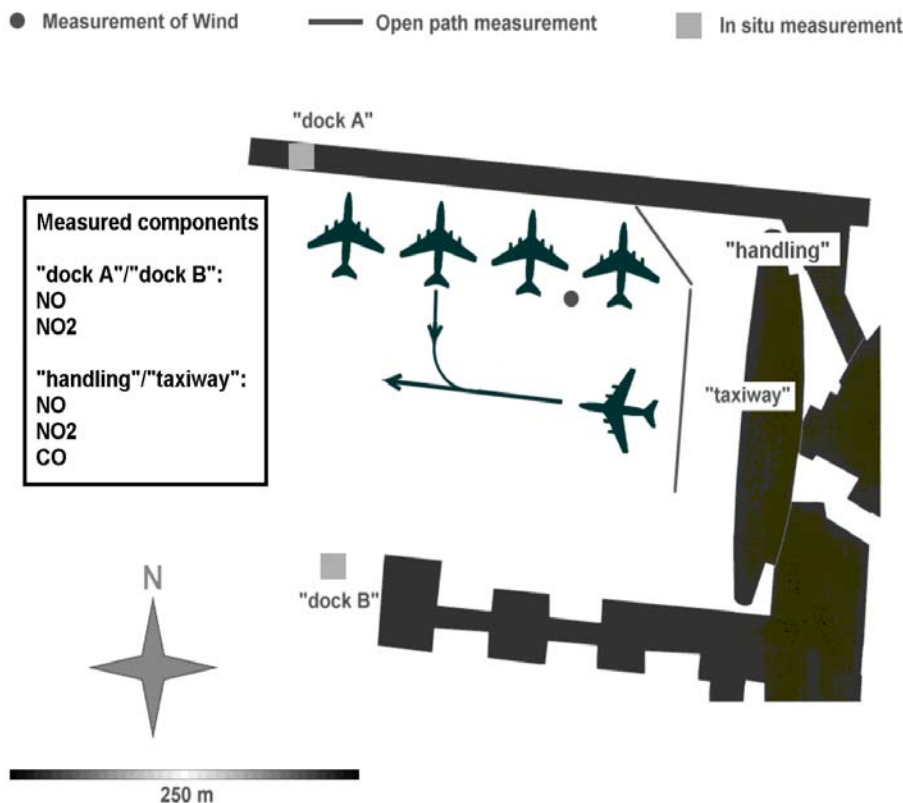 Measurement of Wind
Open path measurement
In situ measurement
"dock A"
Measured components
"dock A"/"dock B":
NO
NO2
"handling"/"taxiway":
NO
NO2
CO
"handling"
"taxiway"
"dock B"
N
250 m